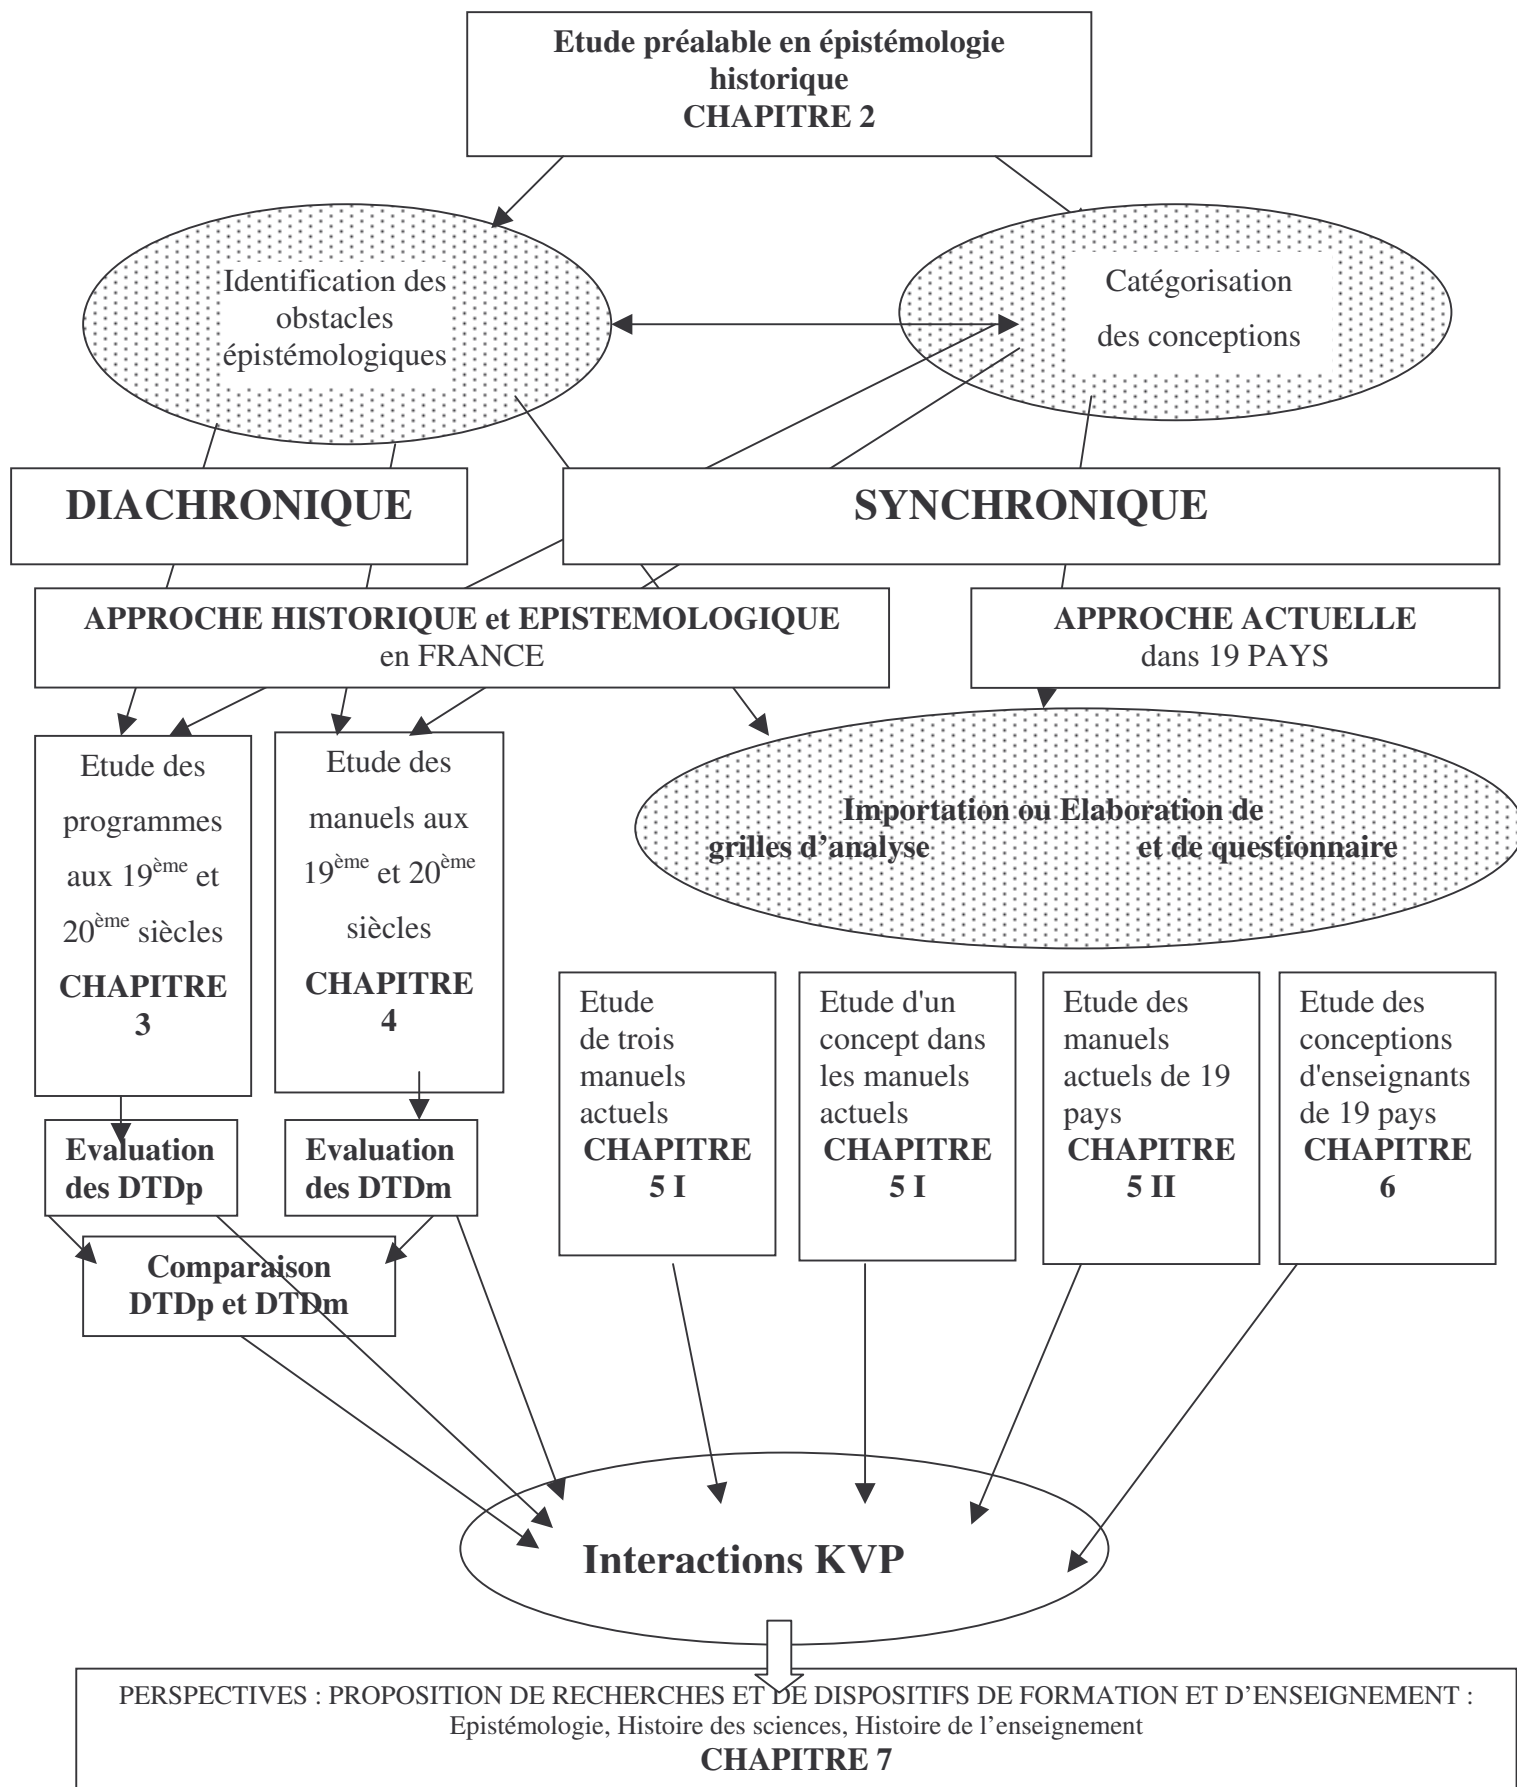 Etude préalable en épistémologie
historique
CHAPITRE 2
Identification des
obstacles
épistémologiques
Catégorisation
des conceptions
DIACHRONIQUE
SYNCHRONIQUE
APPROCHE HISTORIQUE et EPISTEMOLOGIQUE
en FRANCE
APPROCHE ACTUELLE
dans 19 PAYS
Etude des
programmes
aux 19ème et
20ème siècles
CHAPITRE
3
Etude des
manuels aux
19ème et 20ème
siècles
CHAPITRE
4
Importation ou Elaboration de
grilles d’analyse et de questionnaire
Etude
de trois
manuels
actuels
CHAPITRE
5 I
Etude d'un
concept dans
les manuels
actuels
CHAPITRE
5 I
Etude des
manuels
actuels de 19
pays
CHAPITRE
5 II
Etude des
conceptions
d'enseignants
de 19 pays
CHAPITRE
6
Evaluation
des DTDp
Evaluation
des DTDm
Comparaison
DTDp et DTDm
Interactions KVP
PERSPECTIVES : PROPOSITION DE RECHERCHES ET DE DISPOSITIFS DE FORMATION ET D’ENSEIGNEMENT :
Epistémologie, Histoire des sciences, Histoire de l’enseignement
CHAPITRE 7